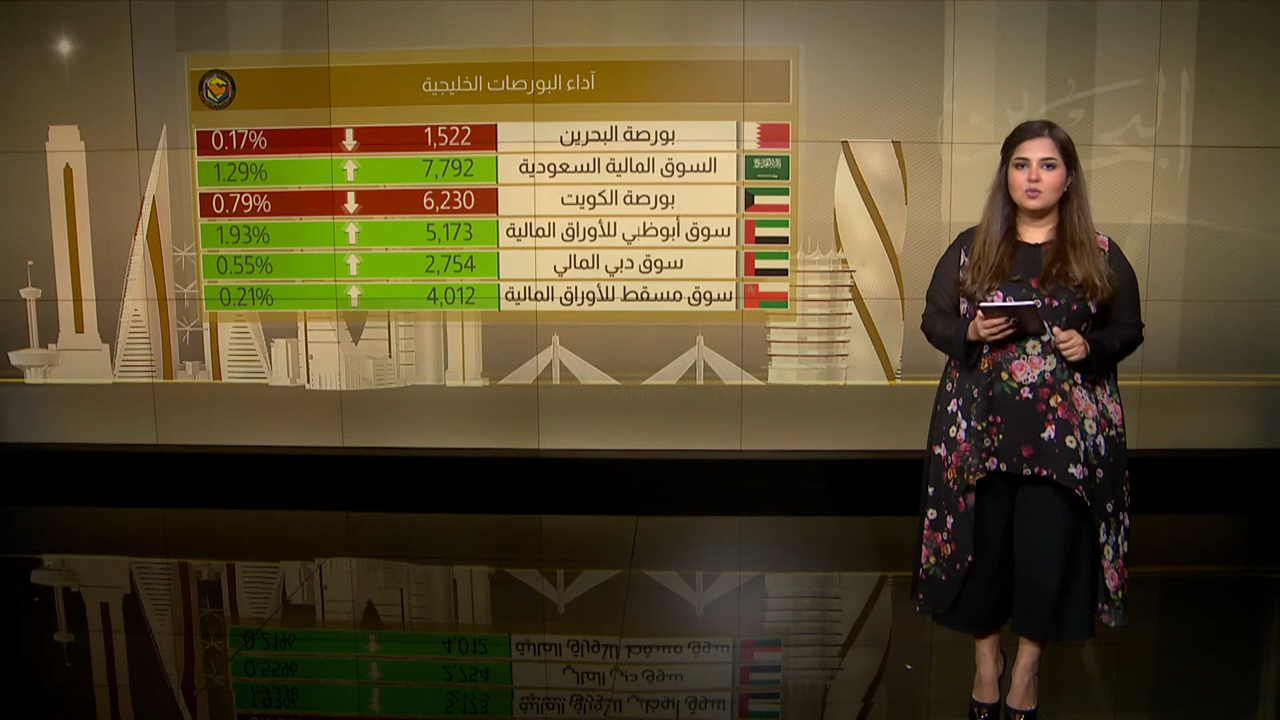 آداء البورصات الخليجية
بورصة البحرين 1,522 0.17%
السوق المالية السعودية 7,792 1.29%
بورصة الكويت 6,230 0.79%
سوق أبوظبي للأوراق المالية 5,173 1.93%
سوق دبي المالي 2,754 0.55%
سوق مسقط للأوراق المالية 4,012 0.21%
البحرين